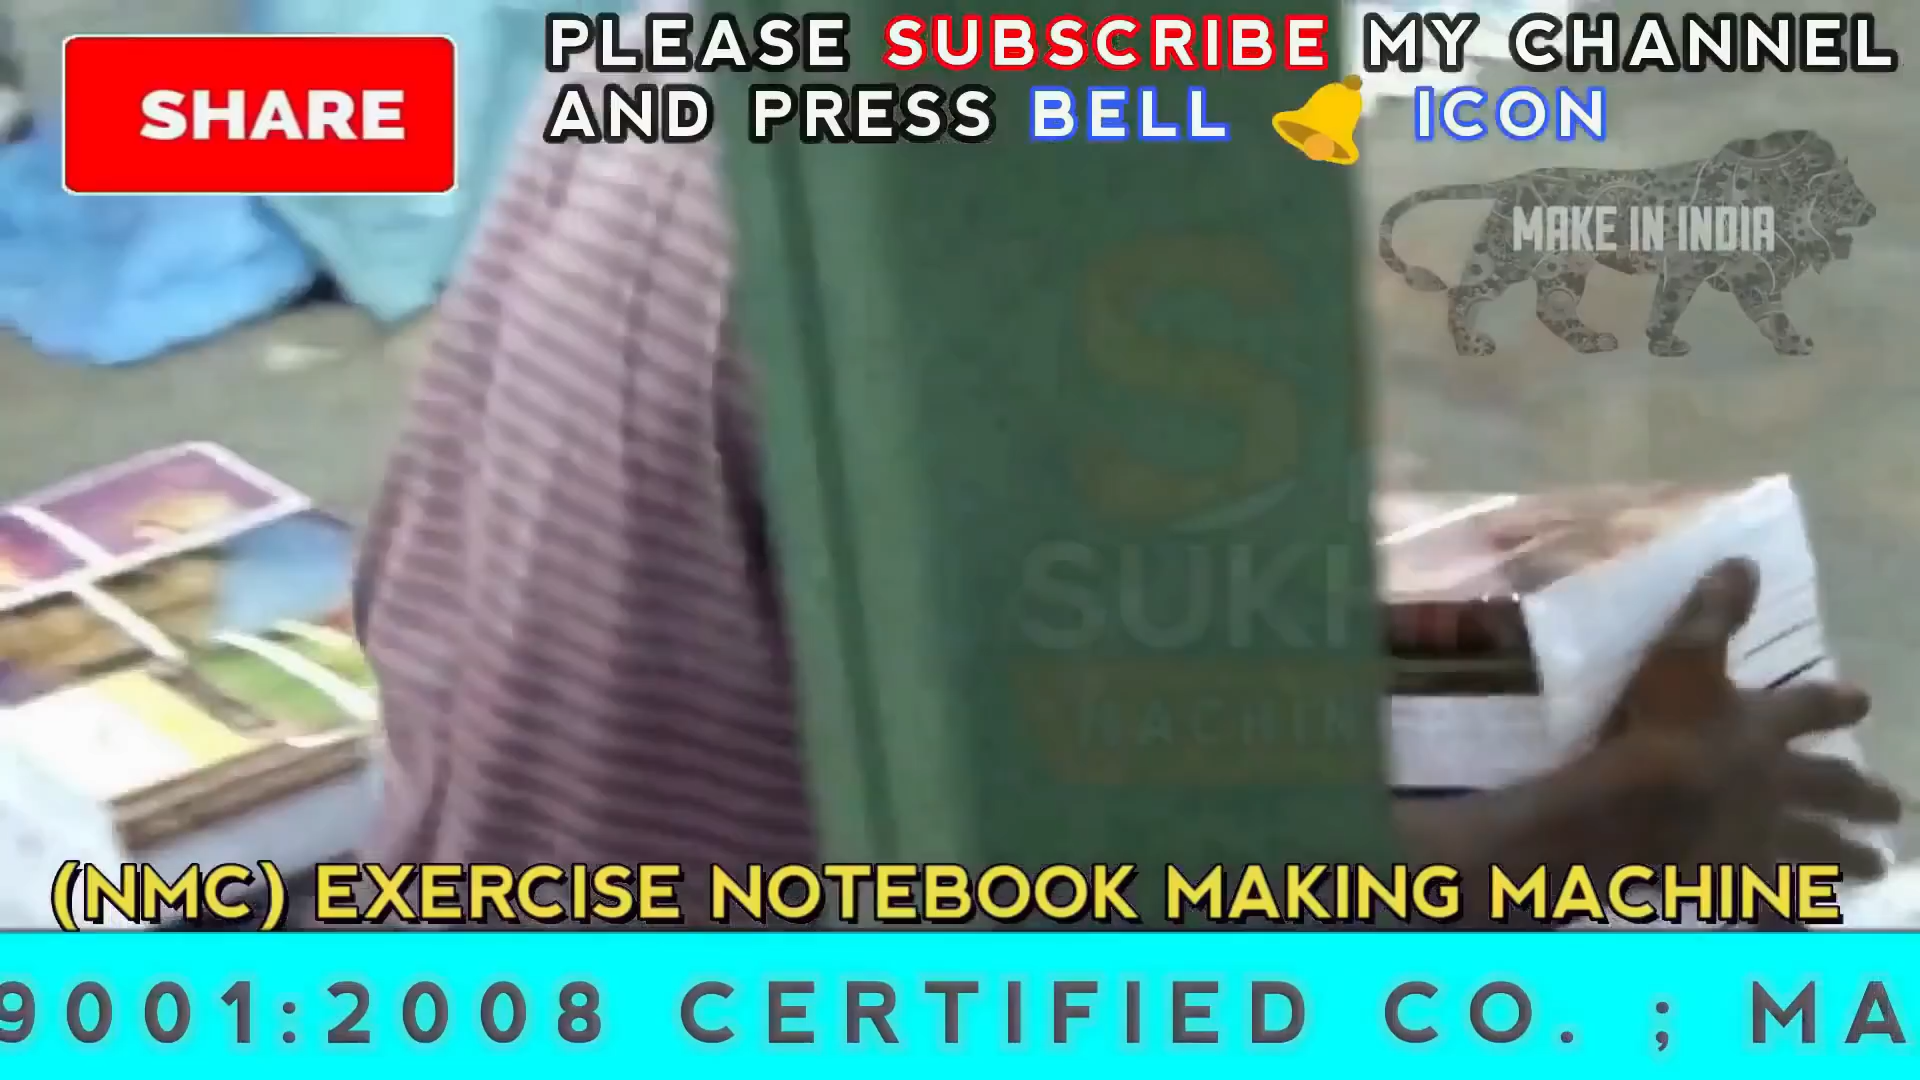 SHARE
PLEASE SUBSCRIBE MY CHANNEL
AND PRESS BELL ICON
MAKE IN INDIA
(NMC) EXERCISE NOTEBOOK MAKING MACHINE
9001:2008 CERTIFIED CO. ; MA